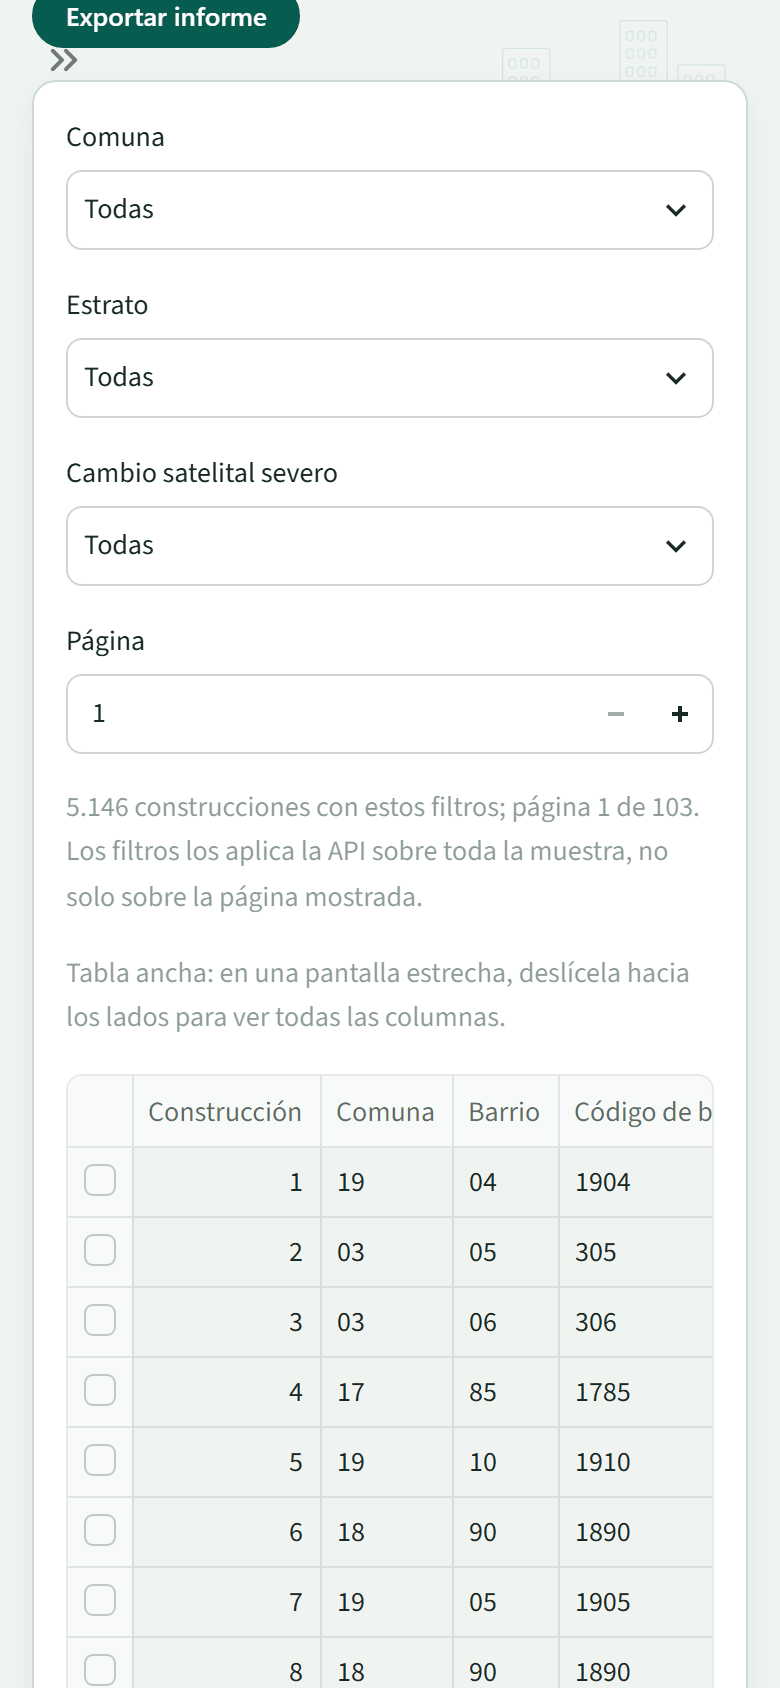 Exportar informe
Comuna
Todas
Estrato
Todas
Cambio satelital severo
Todas
Página
1
5.146 construcciones con estos filtros; página 1 de 103.
Los filtros los aplica la API sobre toda la muestra, no
solo sobre la página mostrada.
Tabla ancha: en una pantalla estrecha, deslícela hacia
los lados para ver todas las columnas.
Construcción Comuna Barrio Código de b
1 19 04 1904
2 03 05 305
3 03 06 306
4 17 85 1785
5 19 10 1910
6 18 90 1890
7 19 05 1905
8 18 90 1890